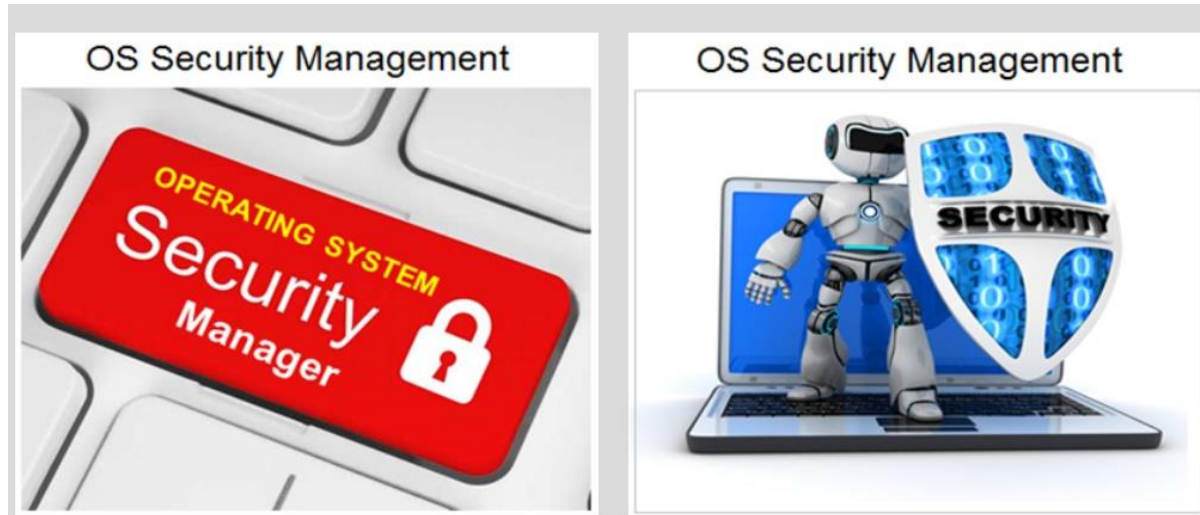 OS Security Management
OPERATING SYSTEM
Security
Manager
OS Security Management
SECURITY